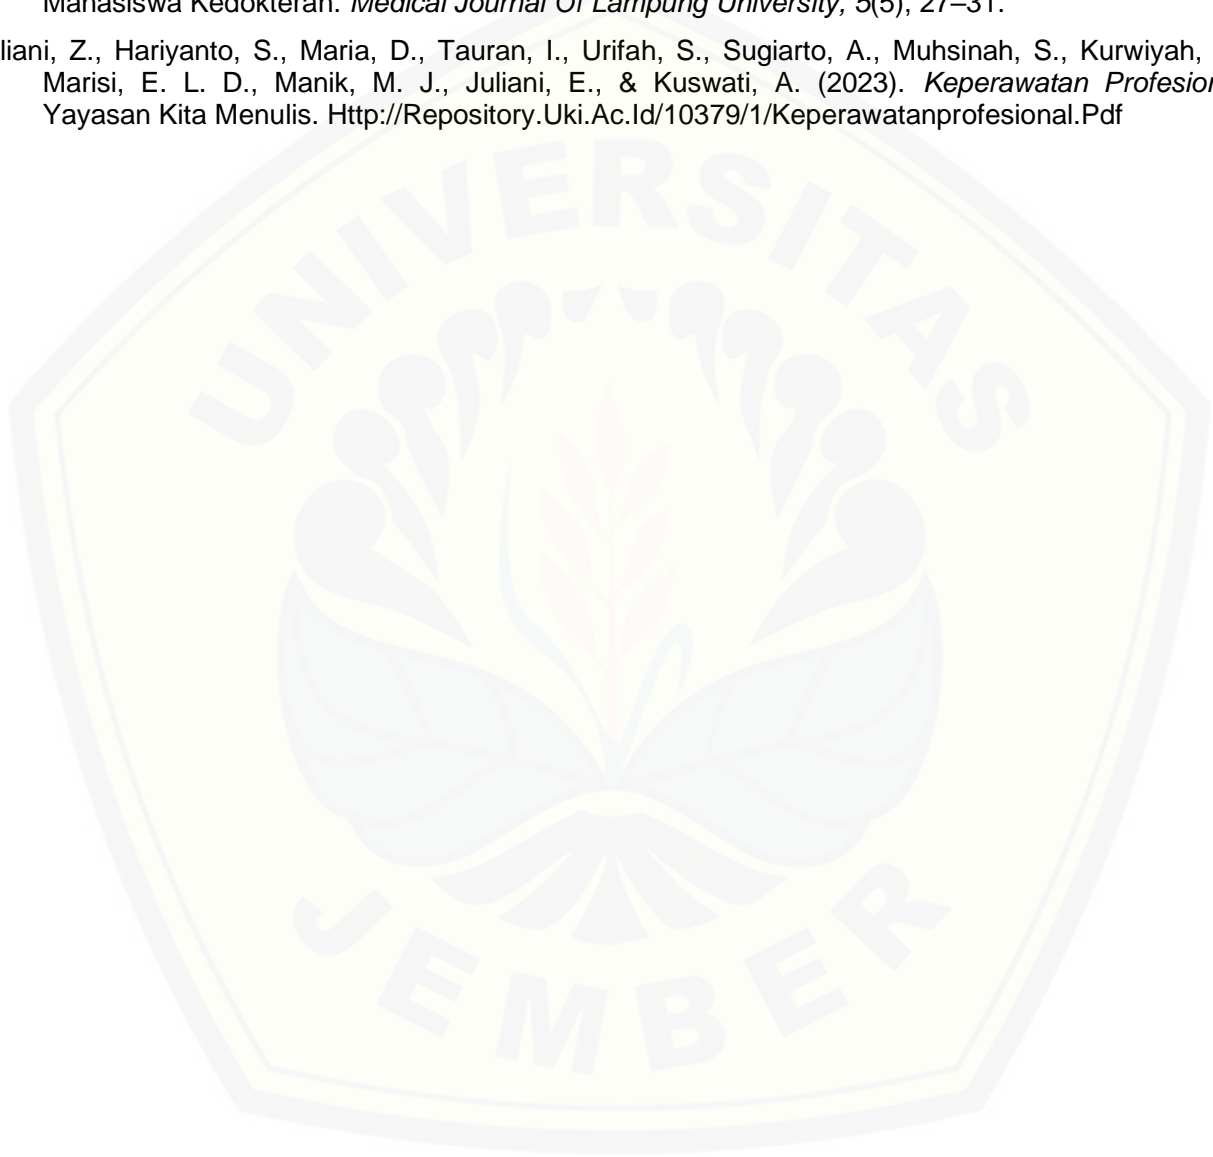 Mahasiswa Kedokteran. Medical Journal Of Lampung University, 5(5), 27–31.
liani, Z., Hariyanto, S., Maria, D., Tauran, I., Urifah, S., Sugiarto, A., Muhsinah, S., Kurwiyah,
Marisi, E. L. D., Manik, M. J., Juliani, E., & Kuswati, A. (2023). Keperawatan Profesion
Yayasan Kita Menulis. Http://Repository.Uki.Ac.Id/10379/1/Keperawatanprofesional.Pdf
UNIVERSITAS
JEMBER